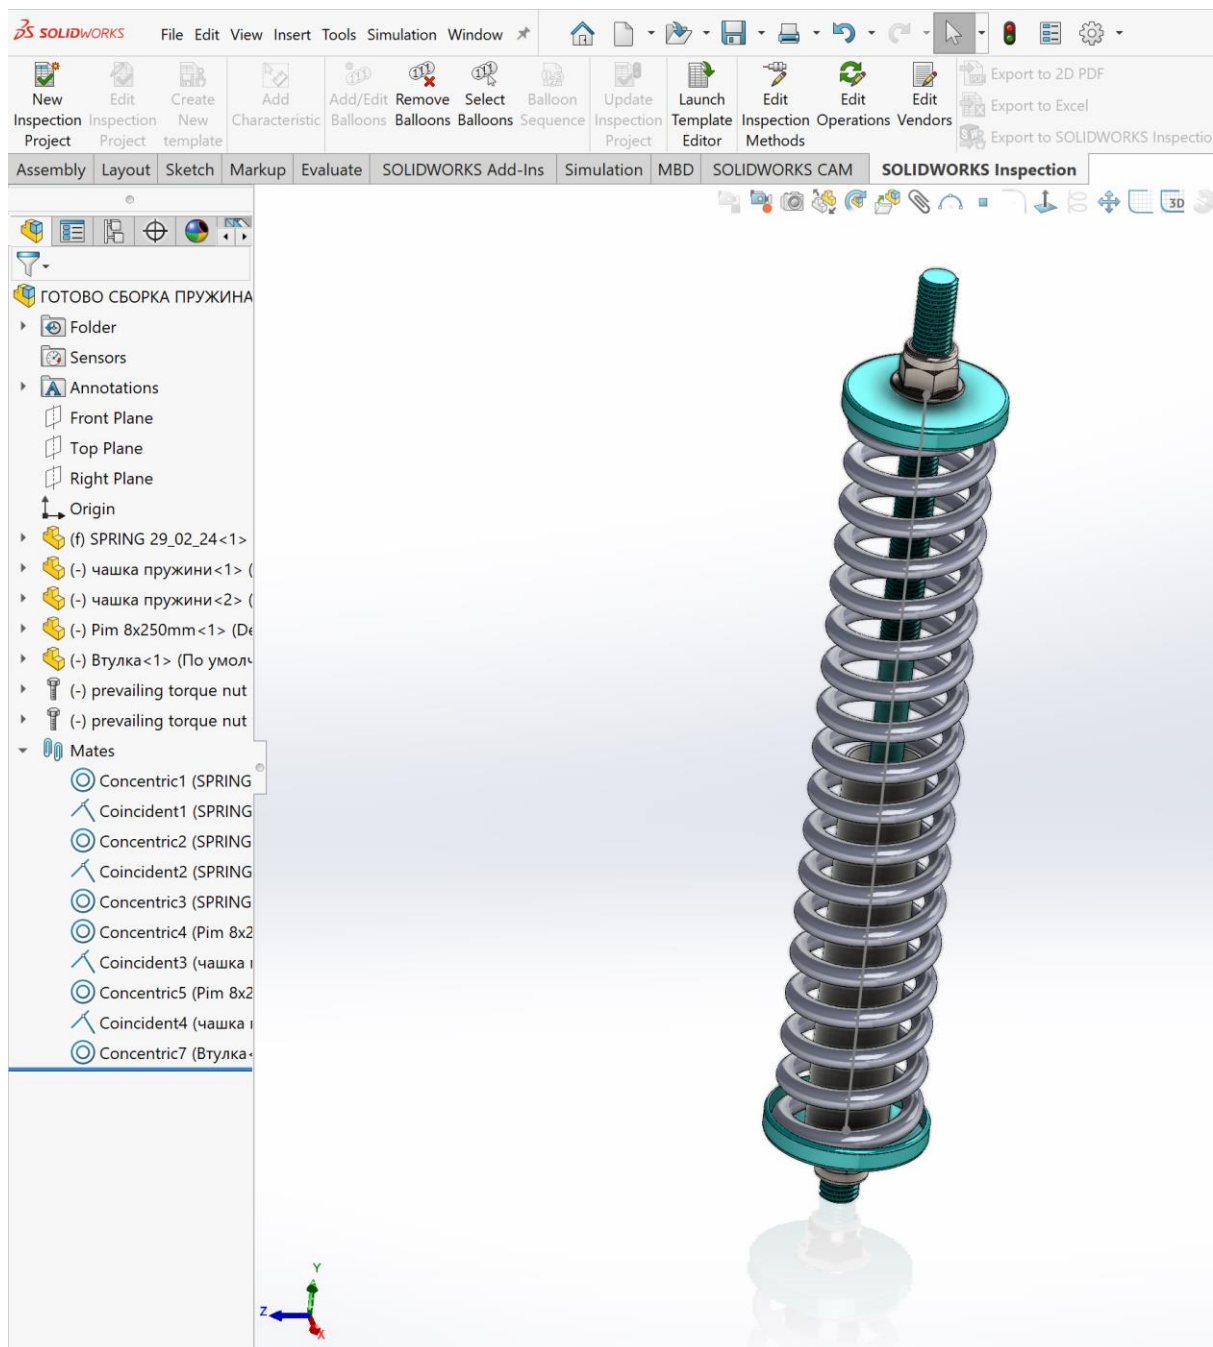 SOLIDWORKS File Edit View Insert Tools Simulation Window
New Inspection Project
Edit Inspection Project
Create New template
Add Characteristic
Add/Edit Balloons
Remove Balloons
Select Balloons
Balloon Sequence
Update Inspection Project
Launch Template Editor
Edit Inspection Methods
Edit Operations
Edit Vendors
Export to 2D PDF
Export to Excel
Export to SOLIDWORKS Inspectio
Assembly Layout Sketch Markup Evaluate SOLIDWORKS Add-Ins Simulation MBD SOLIDWORKS CAM SOLIDWORKS Inspection
3D
ГОТОВО СБОРКА ПРУЖИНА
Folder
Sensors
Annotations
Front Plane
Top Plane
Right Plane
Origin
(f) SPRING 29_02_24<1>
(-) чашка пружини<1> (
(-) чашка пружини<2> (
(-) Pim 8x250mm<1> (De
(-) Втулка<1> (По умолч
(-) prevailing torque nut
(-) prevailing torque nut
Mates
Concentric1 (SPRING
Coincident1 (SPRING
Concentric2 (SPRING
Coincident2 (SPRING
Concentric3 (SPRING
Concentric4 (Pim 8x2
Coincident3 (чашка п
Concentric5 (Pim 8x2
Coincident4 (чашка п
Concentric7 (Втулка<
Y
Z
X